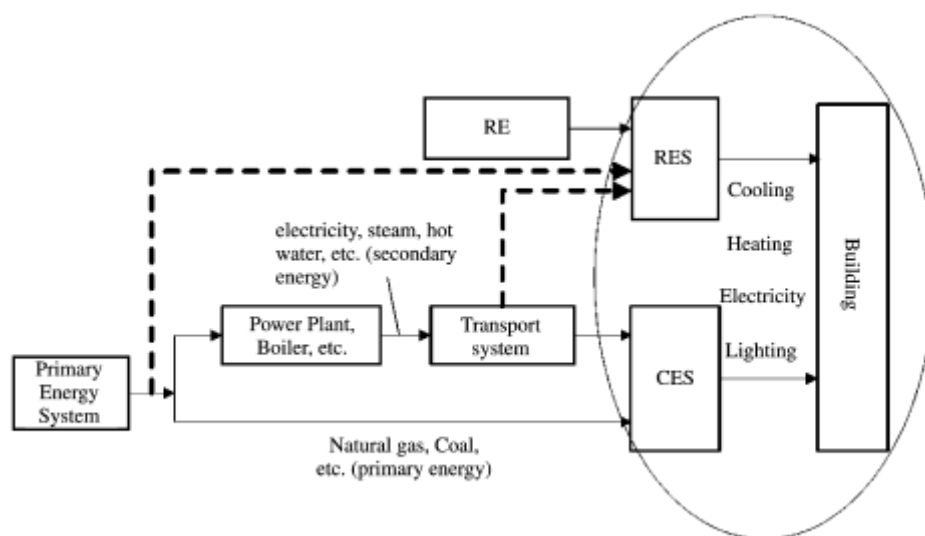 RE
RES
Cooling
electricity, steam, hot
water, etc. (secondary
energy)
Heating
Building
Electricity
Power Plant,
Boiler, etc.
Transport
system
Lighting
Primary
Energy
System
CES
Natural gas, Coal,
etc. (primary energy)